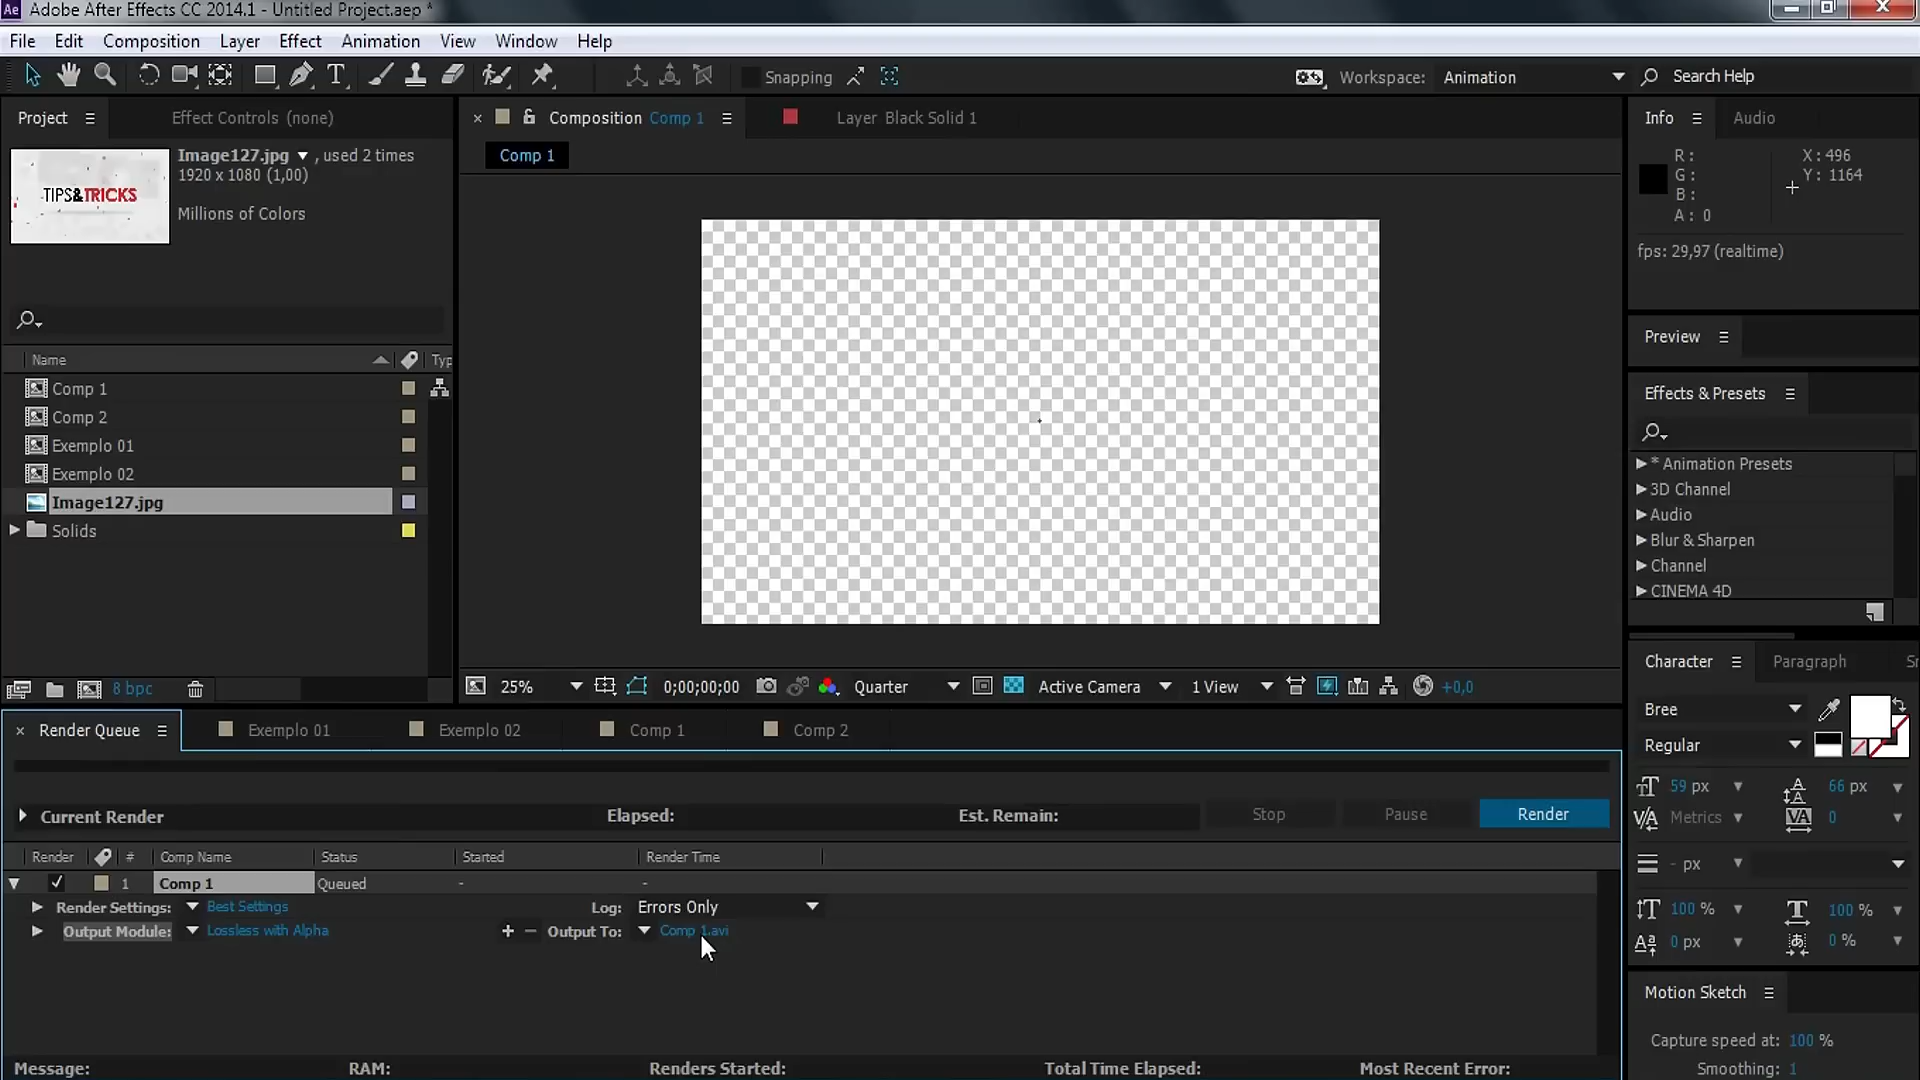 Ae Adobe After Effects CC 2014.1 - Untitled Project.aep *
File Edit Composition Layer Effect Animation View Window Help
T Snapping Workspace: Animation Search Help
Project Effect Controls (none)
Image127.jpg , used 2 times
1920 x 1080 (1,00)
TIPS&TRICKS
Millions of Colors
Name Typ
Comp 1
Comp 2
Exemplo 01
Exemplo 02
Image127.jpg
Solids
8 bpc
Composition Comp 1 Layer Black Solid 1
Comp 1
25% 0;00;00;00 Quarter Active Camera 1 View +0,0
Info Audio
R: X: 496
G: Y: 1164
B:
A: 0
fps: 29,97 (realtime)
Preview
Effects & Presets
* Animation Presets
3D Channel
Audio
Blur & Sharpen
Channel
CINEMA 4D
Character Paragraph
Bree
Regular
59 px 66 px
Metrics 0
- px
100 % 100 %
0 px 0 %
Motion Sketch
Capture speed at: 100 %
Smoothing: 1
Render Queue Exemplo 01 Exemplo 02 Comp 1 Comp 2
Current Render Elapsed: Est. Remain: Stop Pause Render
Render # Comp Name Status Started Render Time
1 Comp 1 Queued - -
Render Settings: Best Settings Log: Errors Only
Output Module: Lossless with Alpha + - Output To: Comp 1.avi
Message: RAM: Renders Started: Total Time Elapsed: Most Recent Error: